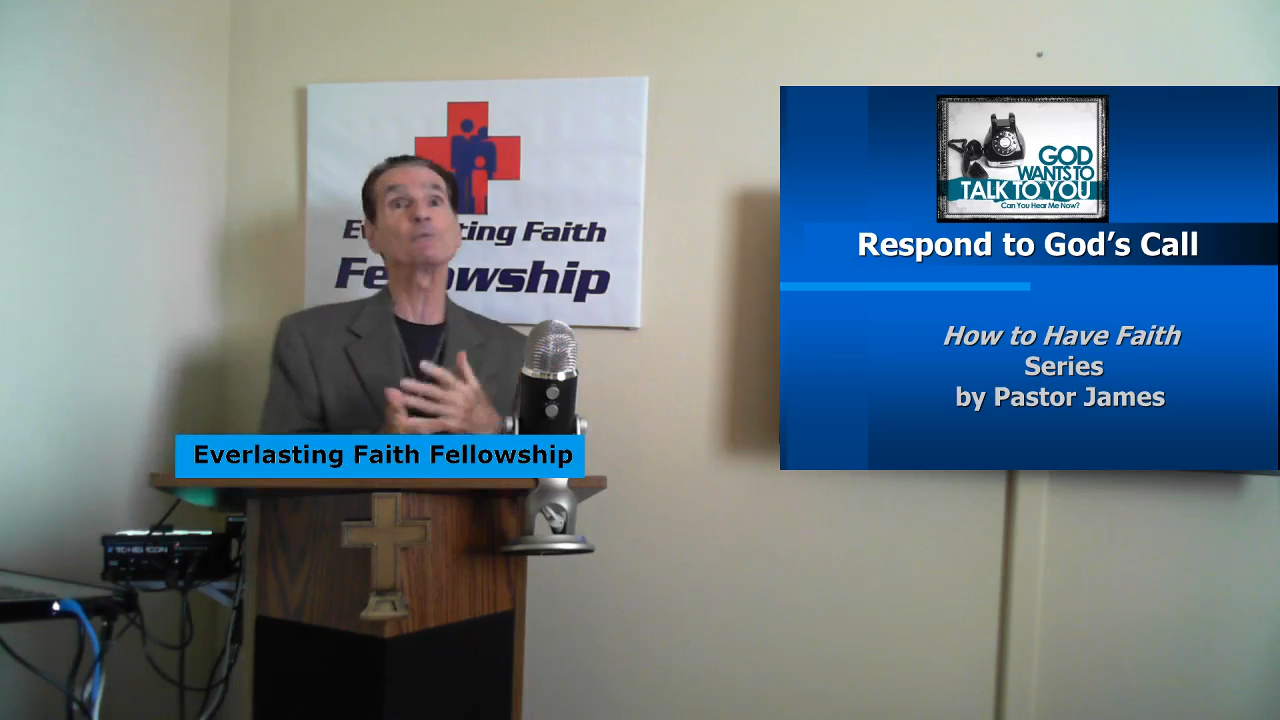 Everlasting Faith
Fellowship
Everlasting Faith Fellowship
GOD
WANTS TO
TALK TO YOU
Can You Hear Me Now?
Respond to God's Call
How to Have Faith
Series
by Pastor James